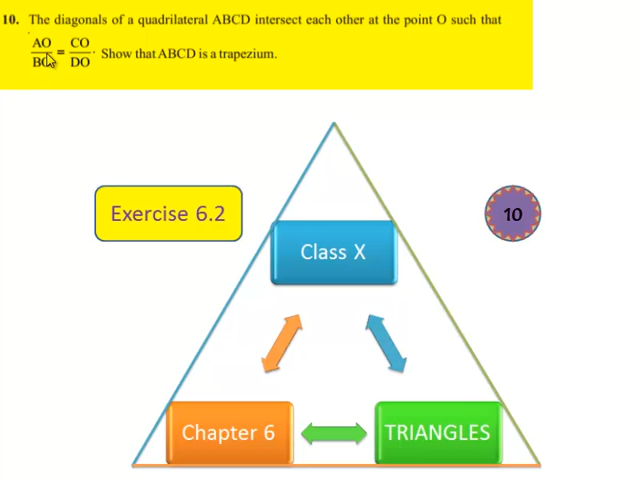 10. The diagonals of a quadrilateral ABCD intersect each other at the point O such that
AO/BO = CO/DO. Show that ABCD is a trapezium.
Exercise 6.2
10
Class X
Chapter 6
TRIANGLES